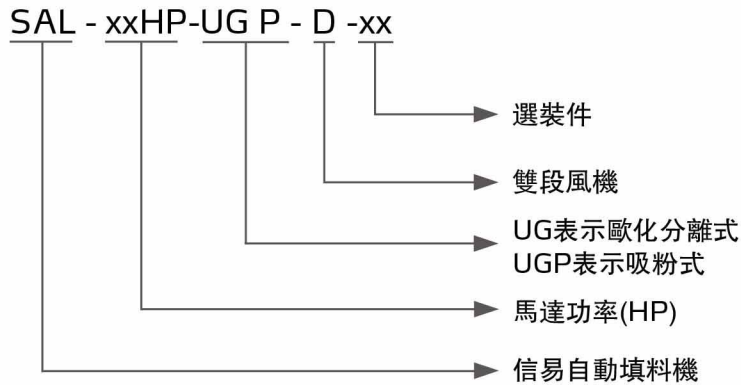 SAL - xxHP-UG P - D -xx
選裝件
雙段風機
UG表示歐化分離式
UGP表示吸粉式
馬達功率(HP)
信易自動填料機